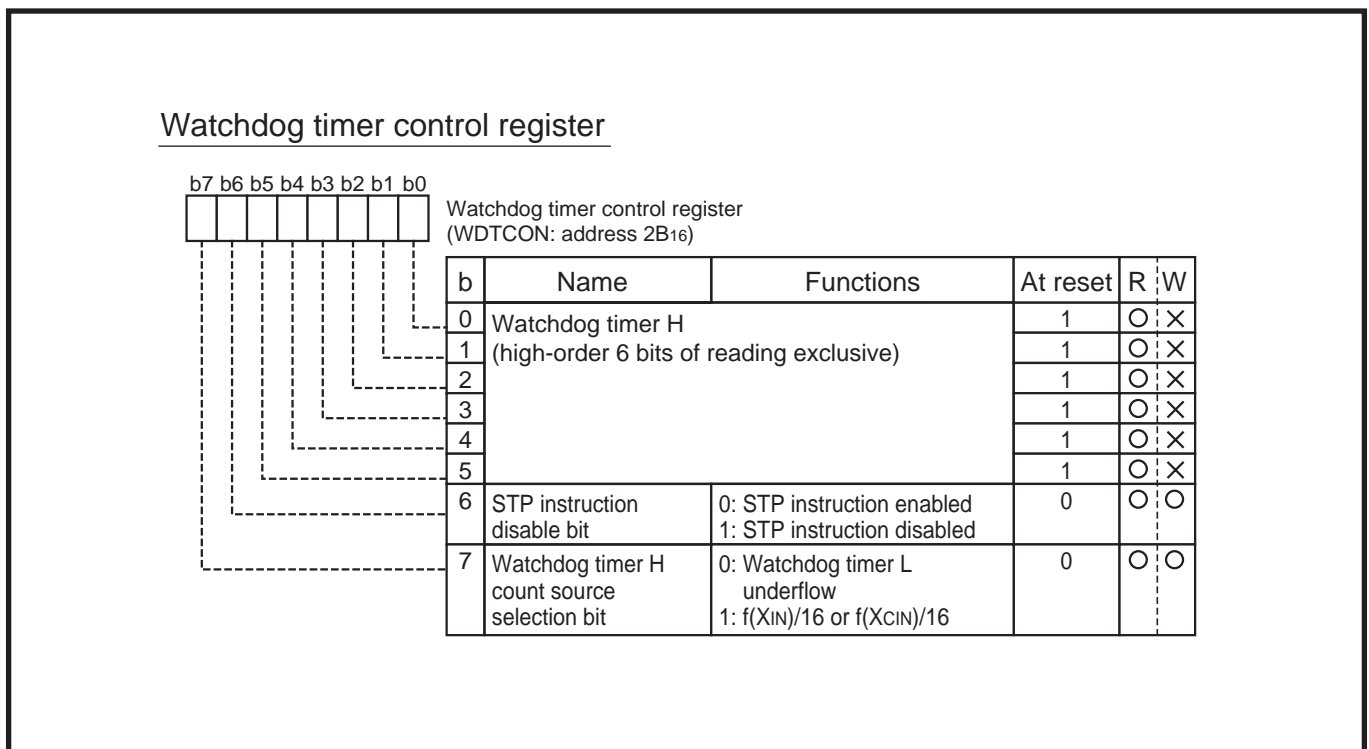 Watchdog timer control register
b7 b6 b5 b4 b3 b2 b1 b0
Watchdog timer control register
(WDTCON: address 2B16)
b Name Functions At reset R W
0 Watchdog timer H 1 O ×
1 (high-order 6 bits of reading exclusive) 1 O ×
2 1 O ×
3 1 O ×
4 1 O ×
5 1 O ×
6 STP instruction 0: STP instruction enabled 0 O O
disable bit 1: STP instruction disabled
7 Watchdog timer H 0: Watchdog timer L 0 O O
count source underflow
selection bit 1: f(XIN)/16 or f(XCIN)/16